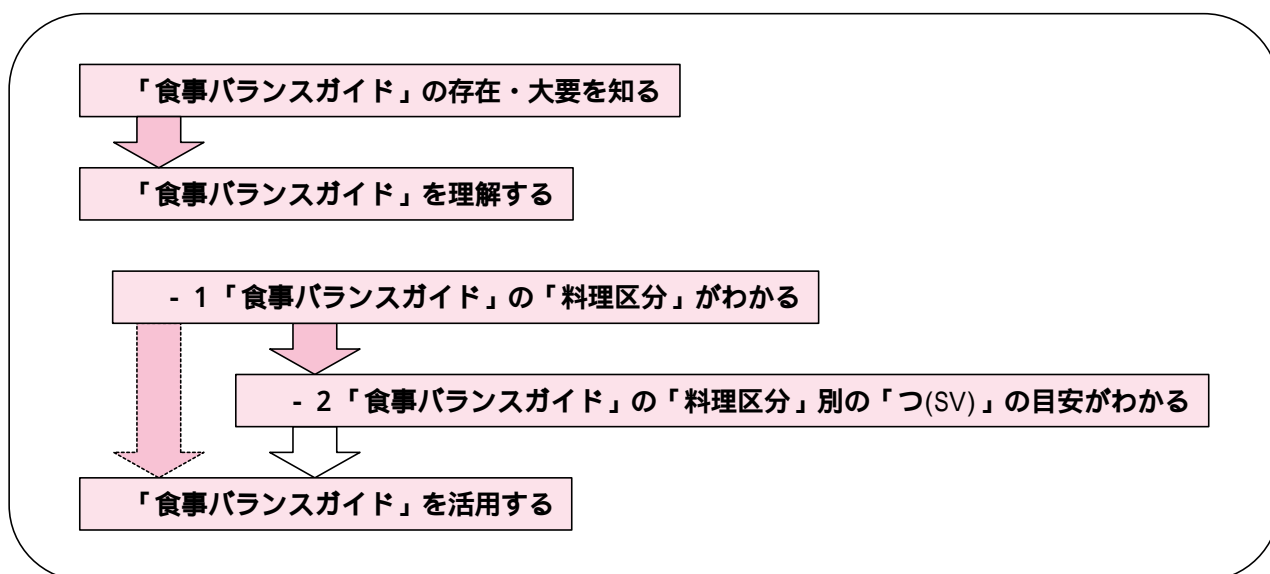 「食事バランスガイド」の存在・大要を知る
「食事バランスガイド」を理解する
- 1「食事バランスガイド」の「料理区分」がわかる
- 2「食事バランスガイド」の「料理区分」別の「つ(SV)」の目安がわかる
「食事バランスガイド」を活用する